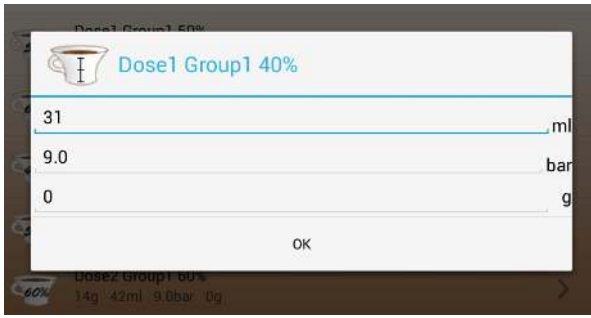 Dose1 Group1 50%
Dose1 Group1 40%
31 ml
9.0 bar
0 g
OK
Dose2 Group1 60%
60%
14g 42ml 9.0bar 0g